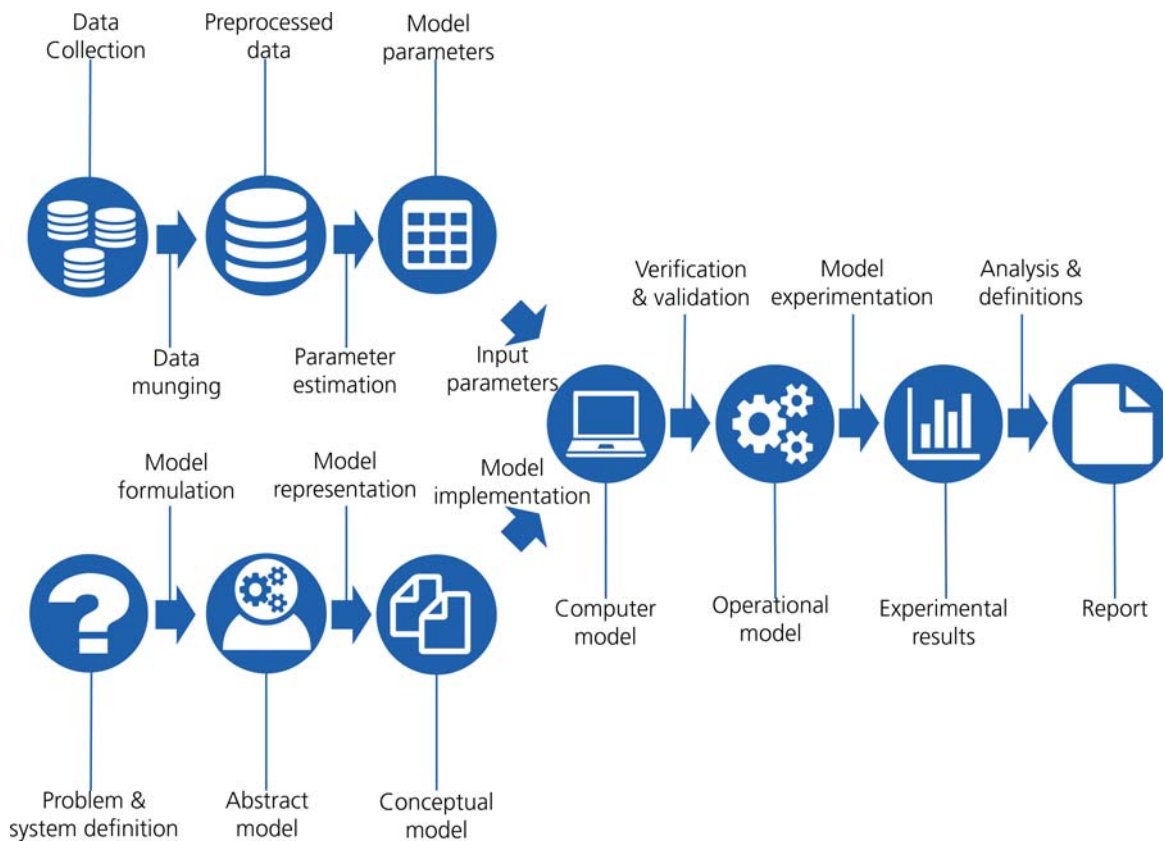 Data
Collection
Preprocessed
data
Model
parameters
Data
munging
Parameter
estimation
Input
parameters
Verification
& validation
Model
experimentation
Analysis &
definitions
Model
formulation
Model
representation
Model
implementation
Computer
model
Operational
model
Experimental
results
Report
Problem &
system definition
Abstract
model
Conceptual
model